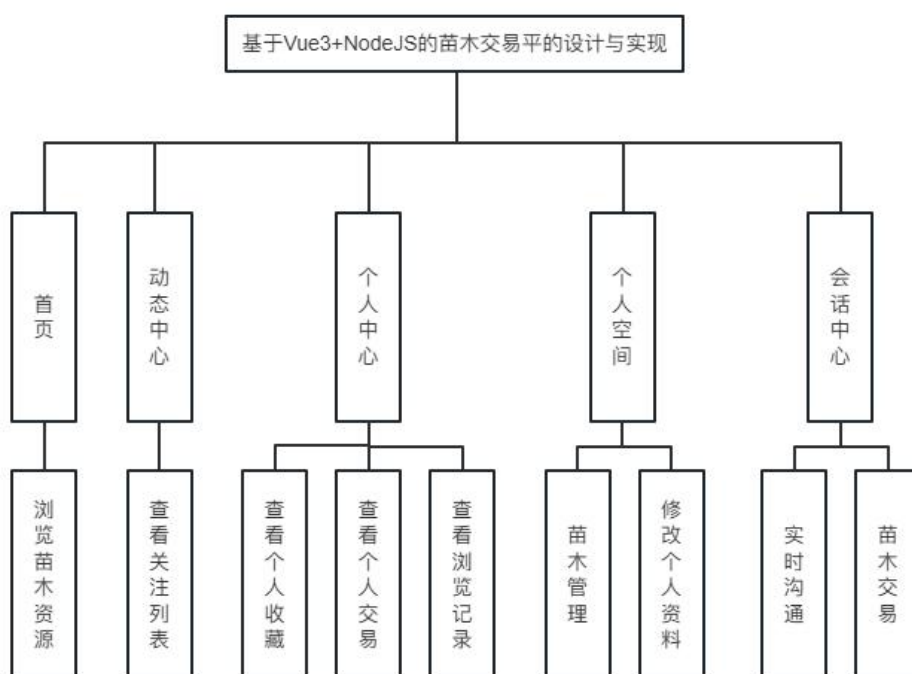 基于Vue3+NodeJS的苗木交易平的设计与实现
首页
动态中心
个人中心
个人空间
会话中心
浏览苗木资源
查看关注列表
查看个人收藏
查看个人交易
查看浏览记录
苗木管理
修改个人资料
实时沟通
苗木交易